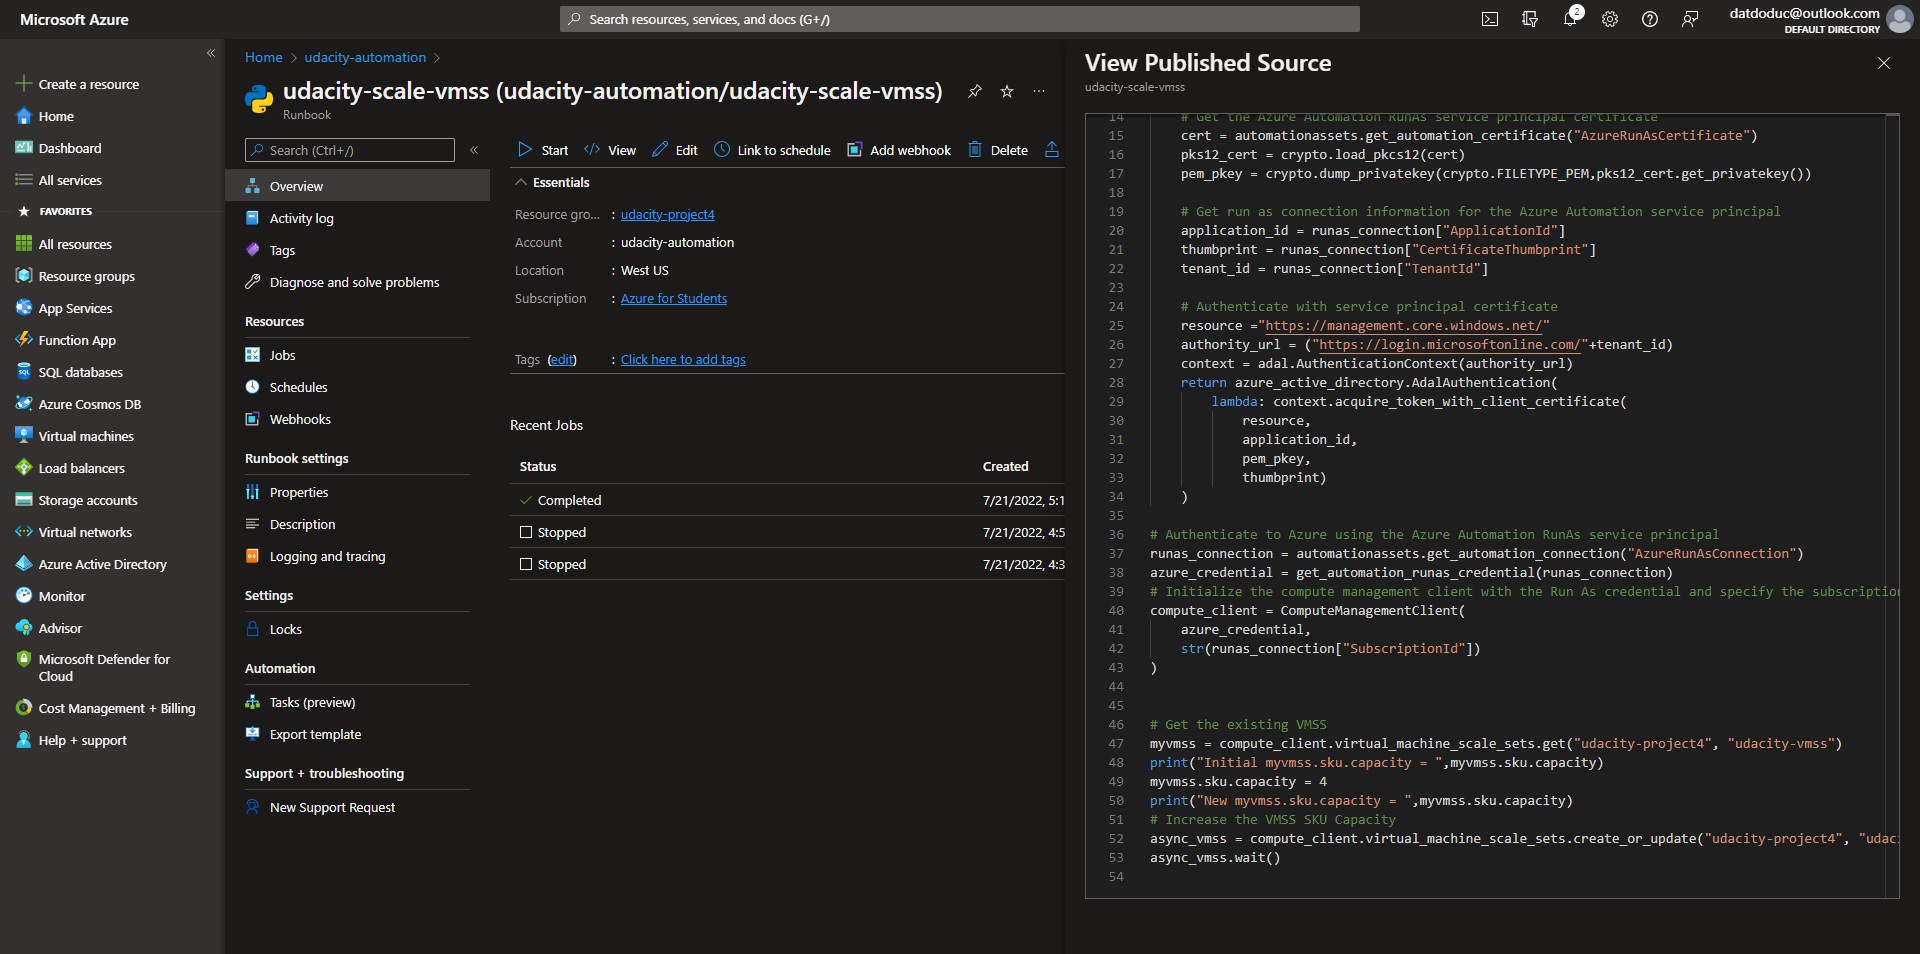 Microsoft Azure
Search resources, services, and docs (G+/)
2
datdoduc@outlook.com
DEFAULT DIRECTORY
«
Create a resource
Home
Dashboard
All services
FAVORITES
All resources
Resource groups
App Services
Function App
SQL databases
Azure Cosmos DB
Virtual machines
Load balancers
Storage accounts
Virtual networks
Azure Active Directory
Monitor
Advisor
Microsoft Defender for
Cloud
Cost Management + Billing
Help + support
Home > udacity-automation >
udacity-scale-vmss (udacity-automation/udacity-scale-vmss) ...
Runbook
Search (Ctrl+/) «
Overview
Activity log
Tags
Diagnose and solve problems
Resources
Jobs
Schedules
Webhooks
Runbook settings
Properties
Description
Logging and tracing
Settings
Locks
Automation
Tasks (preview)
Export template
Support + troubleshooting
New Support Request
Start View Edit Link to schedule Add webhook Delete
Essentials
Resource gro... : udacity-project4
Account : udacity-automation
Location : West US
Subscription : Azure for Students
Tags (edit) : Click here to add tags
Recent Jobs
Status Created
Completed 7/21/2022, 5:1
Stopped 7/21/2022, 4:5
Stopped 7/21/2022, 4:3
View Published Source
udacity-scale-vmss
14 # Get the Azure Automation RunAs service principal certificate
15 cert = automationassets.get_automation_certificate("AzureRunAsCertificate")
16 pks12_cert = crypto.load_pkcs12(cert)
17 pem_pkey = crypto.dump_privatekey(crypto.FILETYPE_PEM,pks12_cert.get_privatekey())
18
19 # Get run as connection information for the Azure Automation service principal
20 application_id = runas_connection["ApplicationId"]
21 thumbprint = runas_connection["CertificateThumbprint"]
22 tenant_id = runas_connection["TenantId"]
23
24 # Authenticate with service principal certificate
25 resource ="https://management.core.windows.net/"
26 authority_url = ("https://login.microsoftonline.com/"+tenant_id)
27 context = adal.AuthenticationContext(authority_url)
28 return azure_active_directory.AdalAuthentication(
29 lambda: context.acquire_token_with_client_certificate(
30 resource,
31 application_id,
32 pem_pkey,
33 thumbprint)
34 )
35
36 # Authenticate to Azure using the Azure Automation RunAs service principal
37 runas_connection = automationassets.get_automation_connection("AzureRunAsConnection")
38 azure_credential = get_automation_runas_credential(runas_connection)
39 # Initialize the compute management client with the Run As credential and specify the subscription
40 compute_client = ComputeManagementClient(
41 azure_credential,
42 str(runas_connection["SubscriptionId"])
43 )
44
45
46 # Get the existing VMSS
47 myvmss = compute_client.virtual_machine_scale_sets.get("udacity-project4", "udacity-vmss")
48 print("Initial myvmss.sku.capacity = ",myvmss.sku.capacity)
49 myvmss.sku.capacity = 4
50 print("New myvmss.sku.capacity = ",myvmss.sku.capacity)
51 # Increase the VMSS SKU Capacity
52 async_vmss = compute_client.virtual_machine_scale_sets.create_or_update("udacity-project4", "udac
53 async_vmss.wait()
54